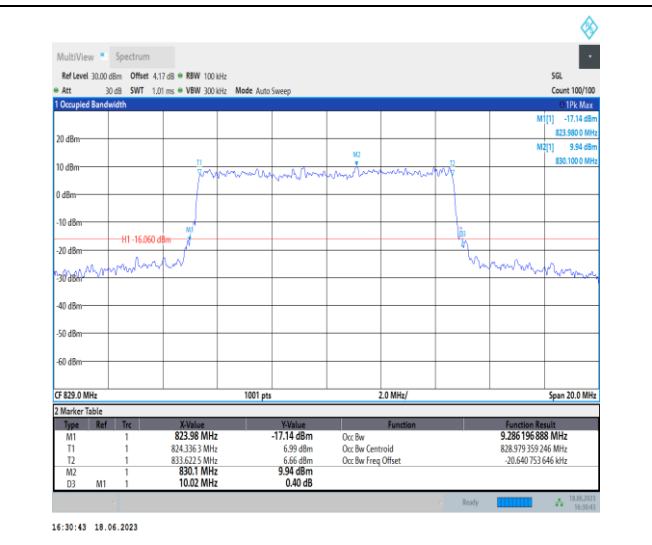 MultiView Spectrum
Ref Level 30.00 dBm Offset 4.17 dB RBW 100 kHz SGL
Att 30 dB SWT 1.01 ms VBW 300 kHz Mode Auto Sweep Count 100/100
1 Occupied Bandwidth 1Pk Max
M1[1] -17.14 dBm
823.980 0 MHz
M2[1] 9.94 dBm
830.100 0 MHz
20 dBm
M2
T1 T2
10 dBm
0 dBm
-10 dBm
M1
D3
H1 -16.060 dBm
-20 dBm
-30 dBm
-40 dBm
-50 dBm
-60 dBm
CF 829.0 MHz 1001 pts 2.0 MHz/ Span 20.0 MHz
2 Marker Table
Type Ref Trc X-Value Y-Value Function Function Result
M1 1 823.98 MHz -17.14 dBm Occ Bw 9.286 196 888 MHz
T1 1 824.336 3 MHz 6.99 dBm Occ Bw Centroid 828.979 359 246 MHz
T2 1 833.622 5 MHz 6.66 dBm Occ Bw Freq Offset -20.640 753 646 kHz
M2 1 830.1 MHz 9.94 dBm
D3 M1 1 10.02 MHz 0.40 dB
Ready 18.06.2023
16:30:43
16:30:43 18.06.2023